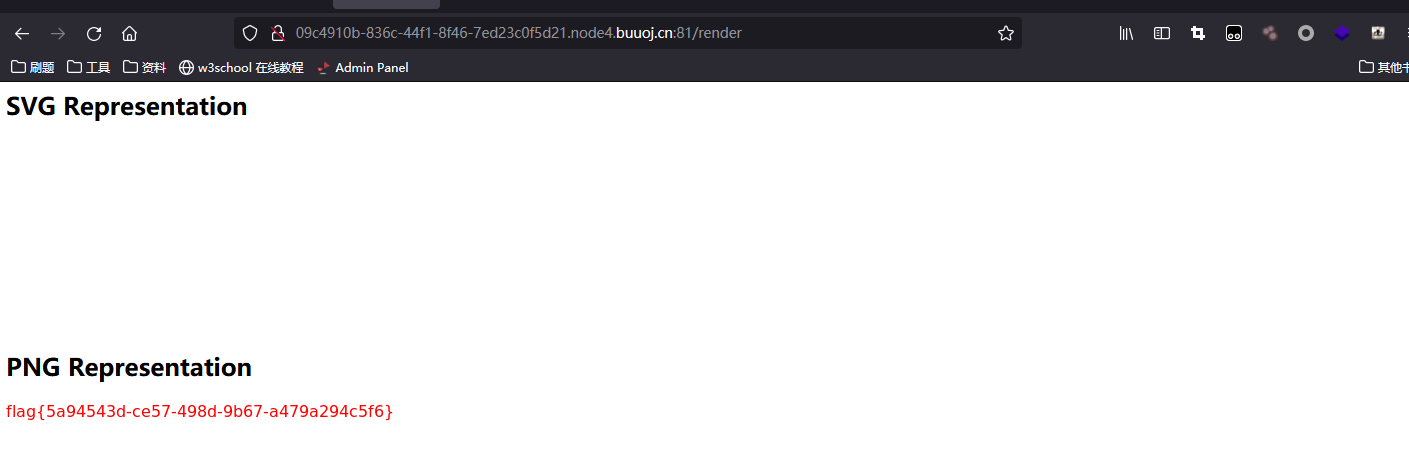 09c4910b-836c-44f1-8f46-7ed23c0f5d21.node4.buuoj.cn:81/render
刷题 工具 资料 w3school 在线教程 Admin Panel 其他书
SVG Representation
PNG Representation
flag{5a94543d-ce57-498d-9b67-a479a294c5f6}